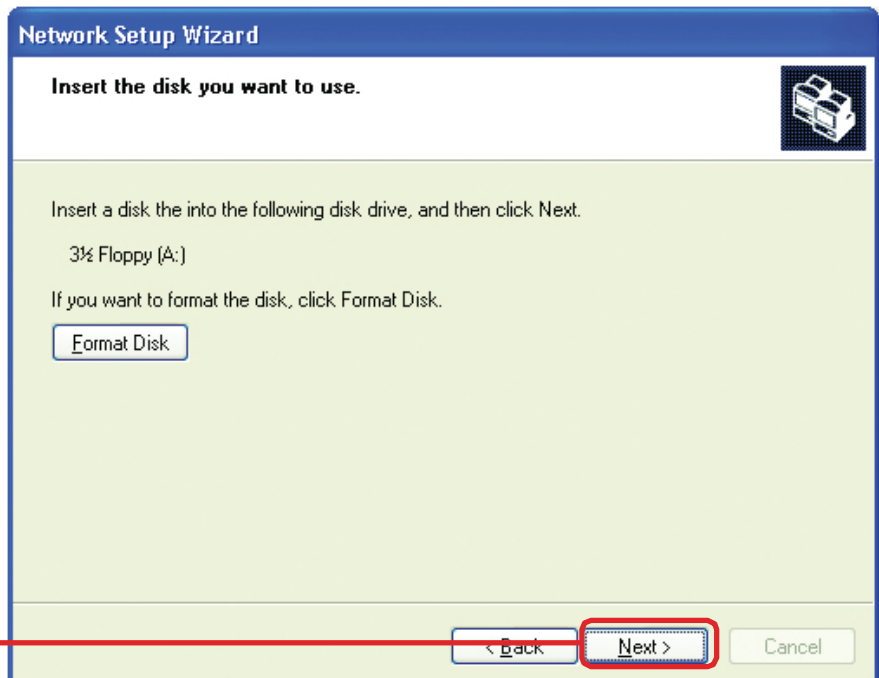 Network Setup Wizard
Insert the disk you want to use.
Insert a disk the into the following disk drive, and then click Next.
3½ Floppy (A:)
If you want to format the disk, click Format Disk.
Format Disk
< Back Next > Cancel